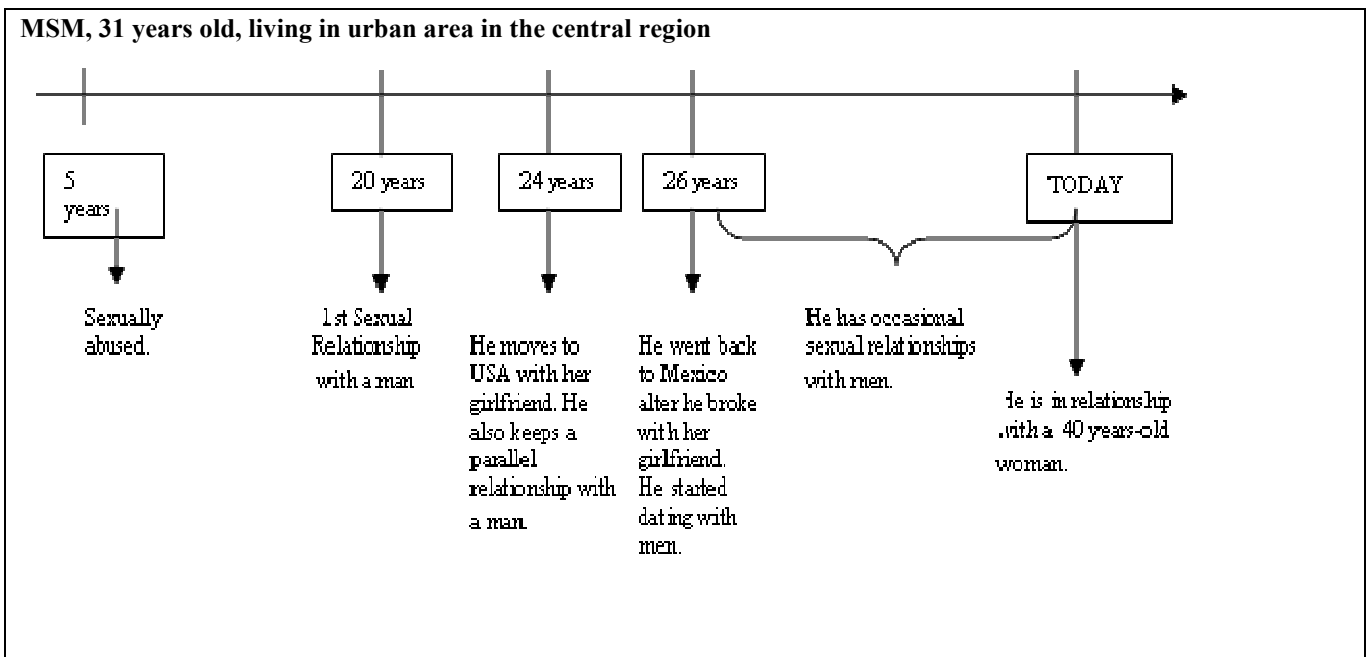 MSM, 31 years old, living in urban area in the central region
5
years
20 years
24 years
26 years
TODAY
Sexually
abused.
1st Sexual
Relationship
with a man
He moves to
USA with her
girlfriend. He
also keeps a
parallel
relationship with
a man.
He went back
to Mexico
alter he broke
with her
girlfriend.
He started
dating with
men.
He has occasional
sexual relationships
with men.
He is in relationship
with a 40 years-old
woman.